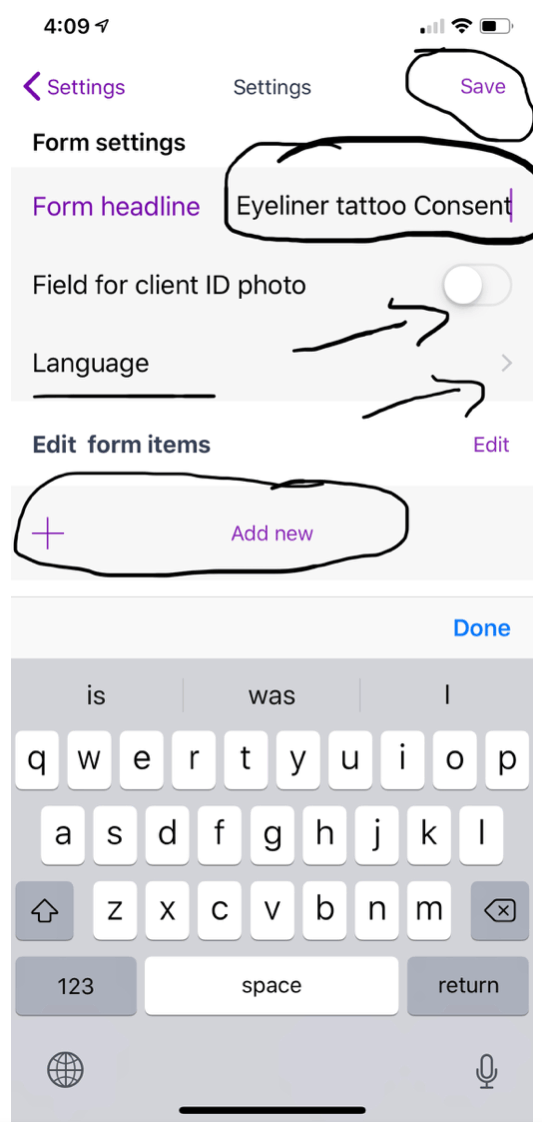 4:09
Settings Settings Save
Form settings
Form headline Eyeliner tattoo Consent
Field for client ID photo
Language
Edit form items Edit
Add new
Done
is was I
q w e r t y u i o p
a s d f g h j k l
z x c v b n m
123 space return